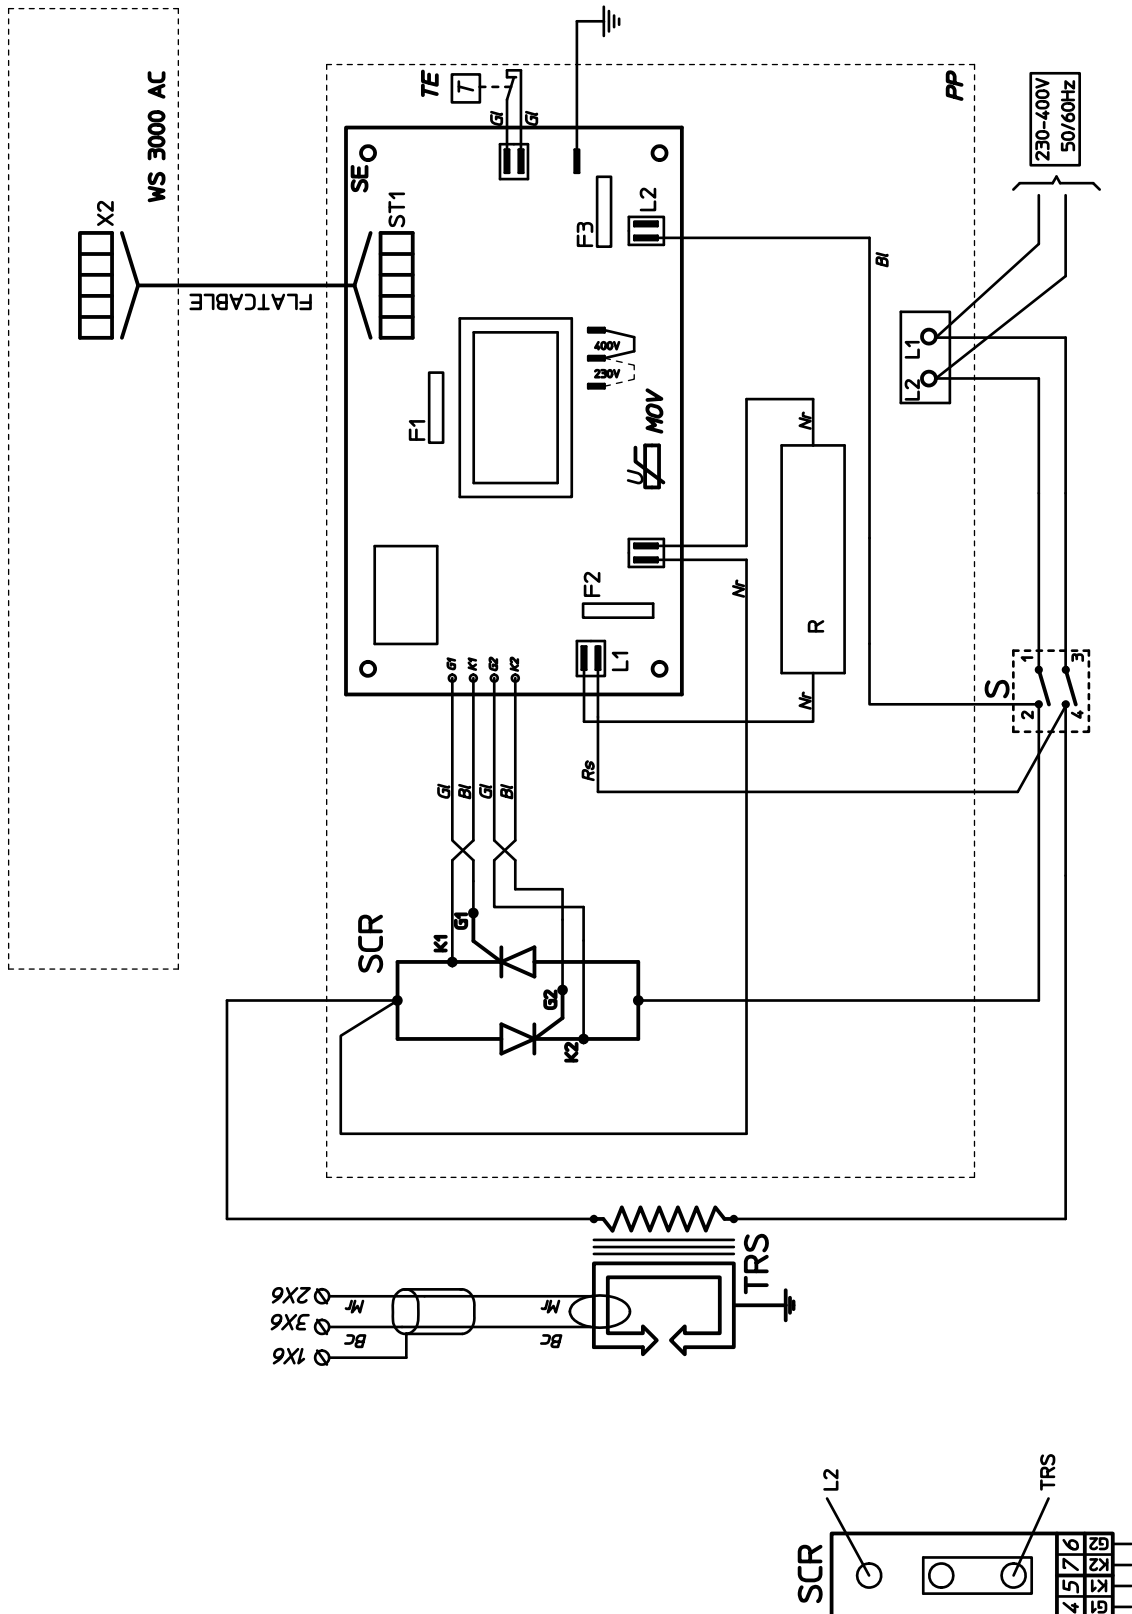 WS 3000 AC
X2
FLATCABLE
ST1
SE
TE
T
Gl
Gl
PP
230-400V
50/60Hz
F3
L2
Bl
L1
L2
400V
230V
MOV
U
F1
F2
L1
Nr
Nr
Nr
R
Rs
S
1
2
3
4
G1
K1
G2
K2
Gl
Bl
Gl
Bl
SCR
K1
G1
G2
K2
TRS
2X6
3X6
1X6
Mr
Bc
Mr
Bc
SCR
L2
TRS
6
7
5
4
G2
K2
K1
G1